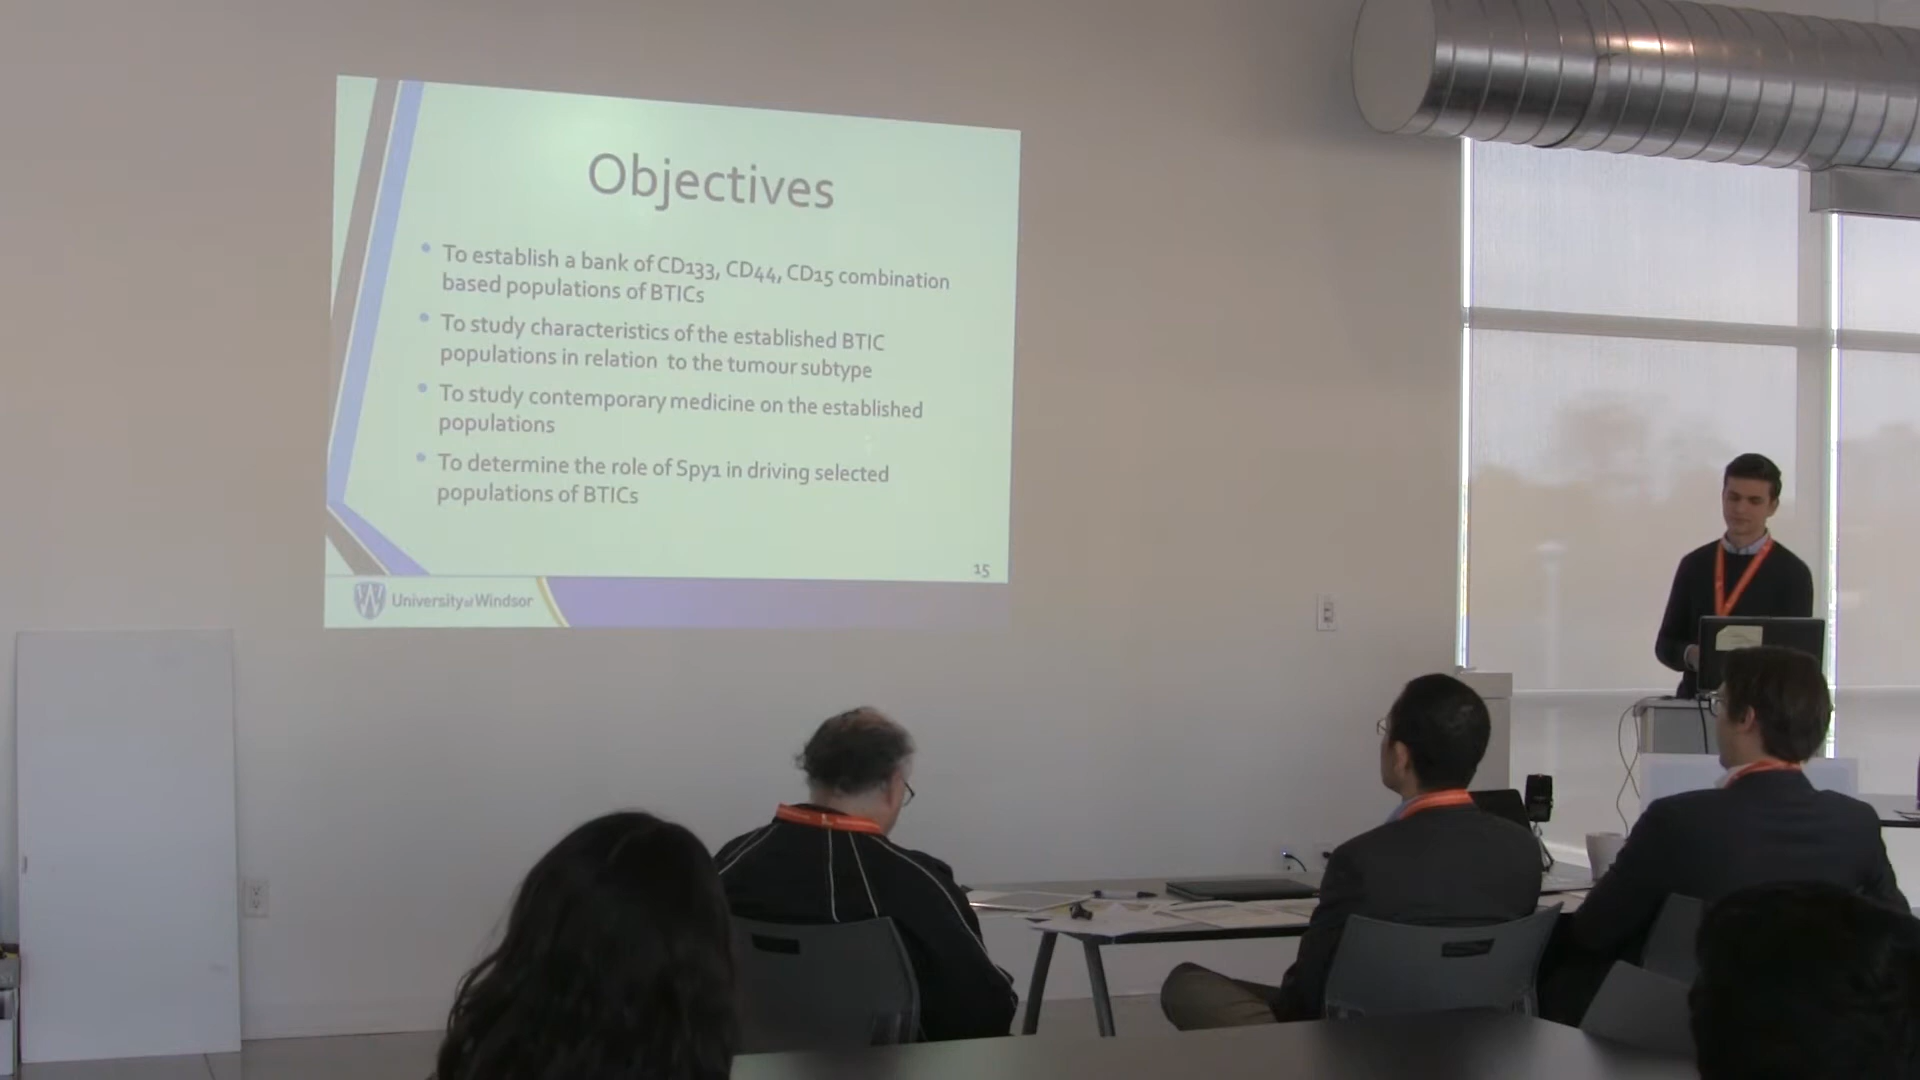 Objectives
• To establish a bank of CD133, CD44, CD15 combination
based populations of BTICs
• To study characteristics of the established BTIC
populations in relation to the tumour subtype
• To study contemporary medicine on the established
populations
• To determine the role of Spy1 in driving selected
populations of BTICs
15
University of Windsor